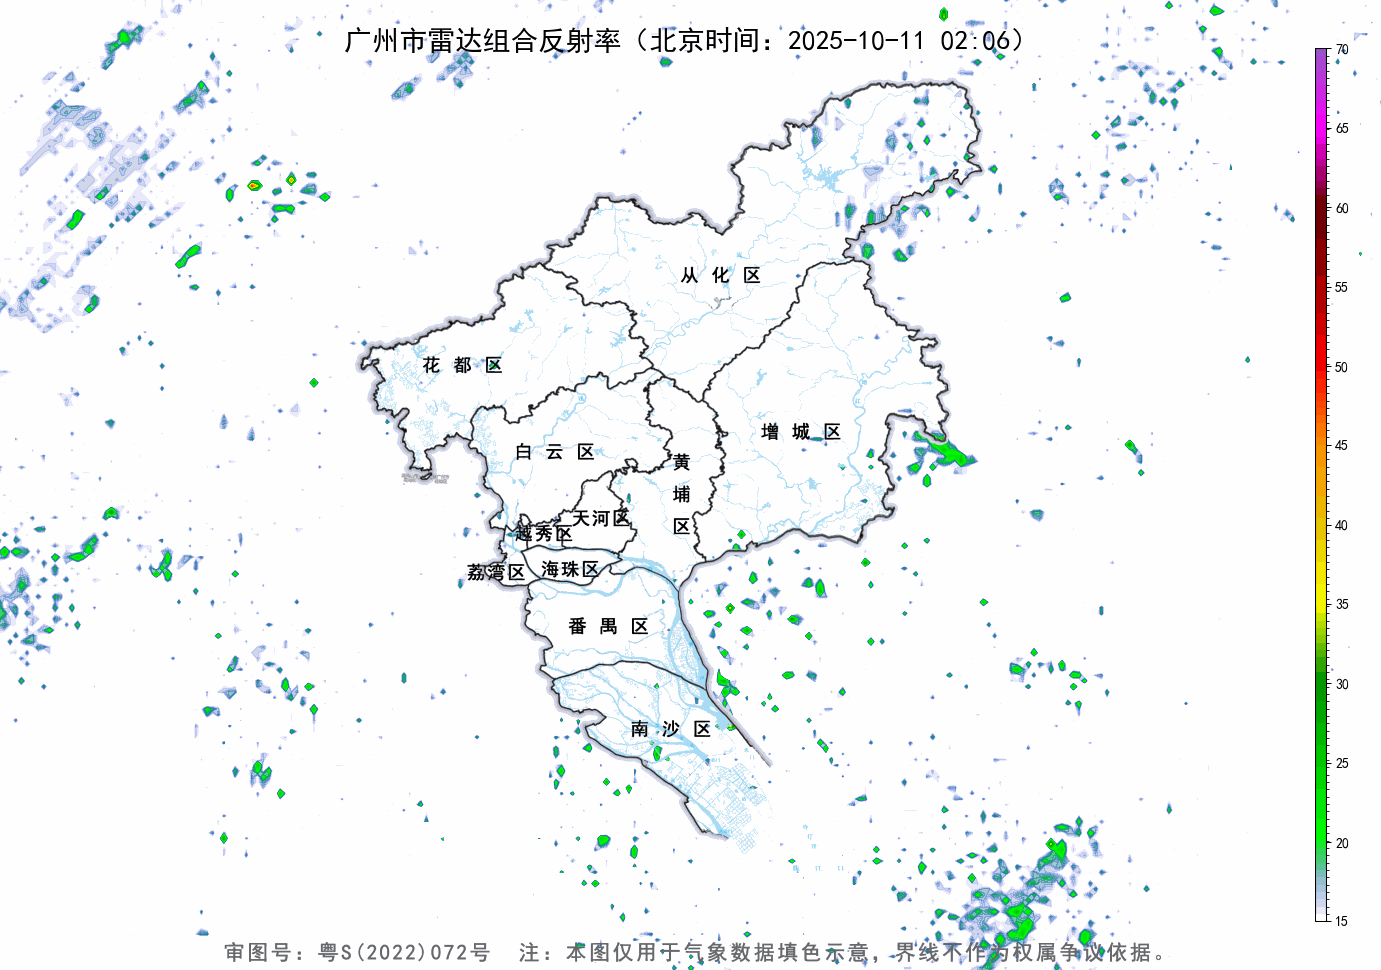 广州市雷达组合反射率（北京时间：2025-10-11 02:06）
70
65
60
55
50
45
40
35
30
25
20
15
从化区
花都区
增城区
白云区
黄埔区
天河区
越秀区
荔湾区
海珠区
番禺区
南沙区
审图号：粤S(2022)072号 注：本图仅用于气象数据填色示意，界线不作为权属争议依据。